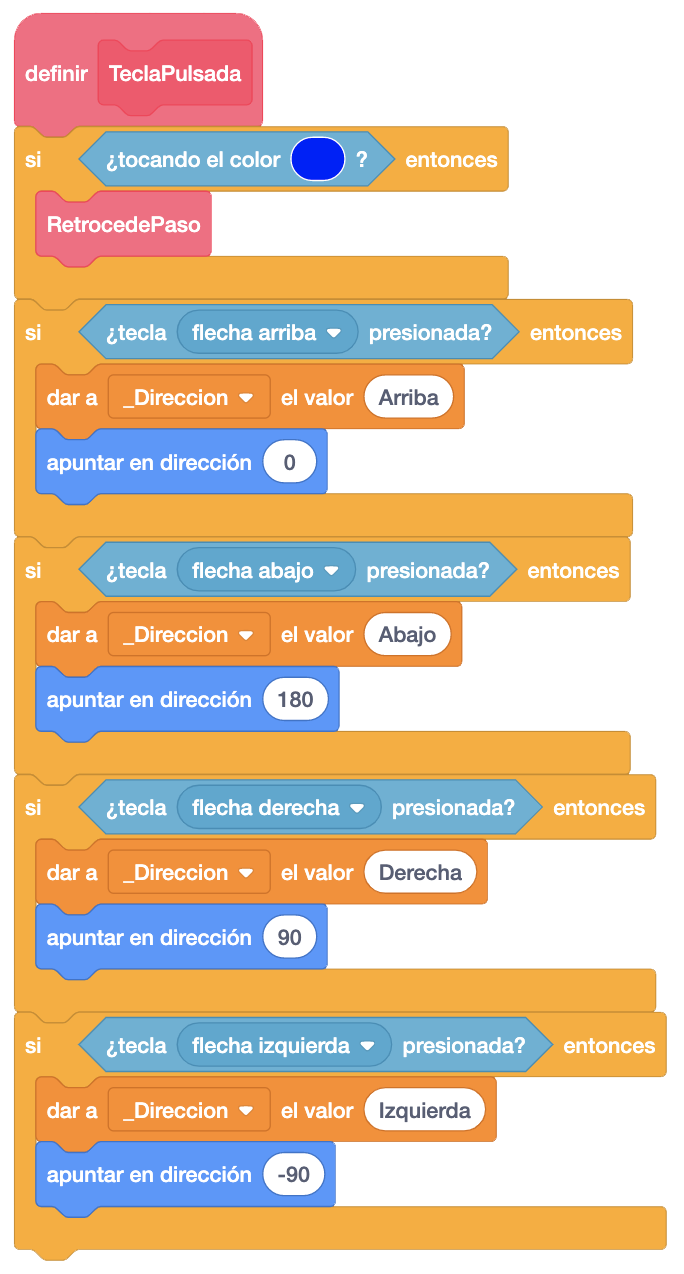 definir TeclaPulsada
si ¿tocando el color ? entonces
RetrocedePaso
si ¿tecla flecha arriba presionada? entonces
dar a _Direccion el valor Arriba
apuntar en dirección 0
si ¿tecla flecha abajo presionada? entonces
dar a _Direccion el valor Abajo
apuntar en dirección 180
si ¿tecla flecha derecha presionada? entonces
dar a _Direccion el valor Derecha
apuntar en dirección 90
si ¿tecla flecha izquierda presionada? entonces
dar a _Direccion el valor Izquierda
apuntar en dirección -90